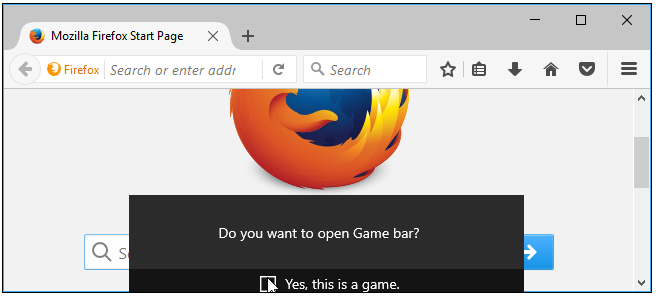 Mozilla Firefox Start Page
Firefox
Search or enter addr
Search
Do you want to open Game bar?
S
Yes, this is a game.